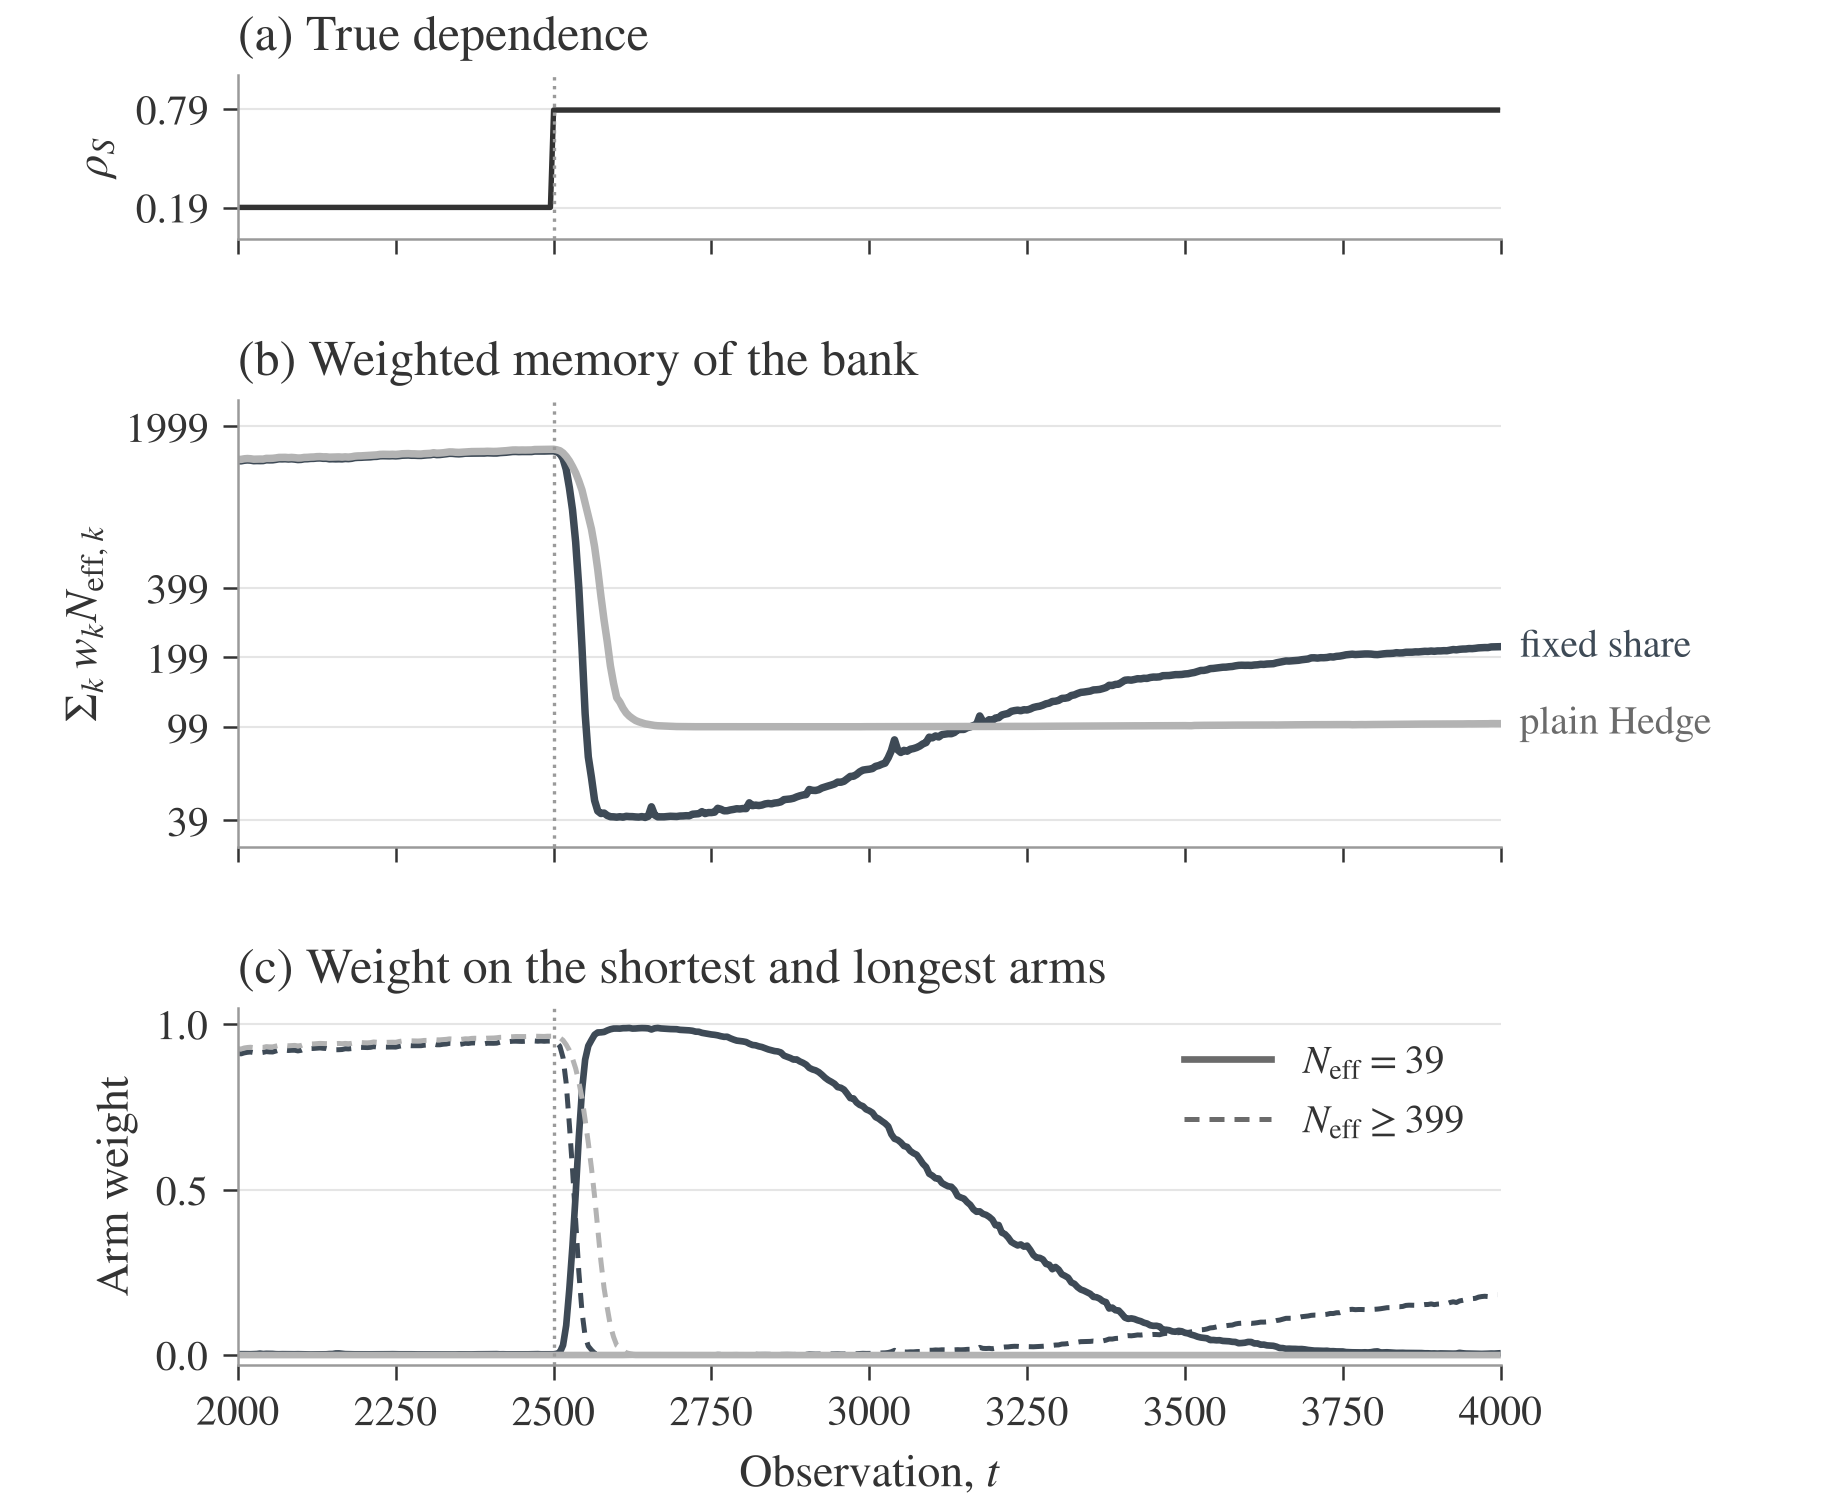 (a) True dependence
0.79
0.19
ρS
(b) Weighted memory of the bank
1999
399
199
99
39
Σk wkNeff, k
fixed share
plain Hedge
(c) Weight on the shortest and longest arms
1.0
0.5
0.0
Arm weight
Neff = 39
Neff ≥ 399
2000 2250 2500 2750 3000 3250 3500 3750 4000
Observation, t